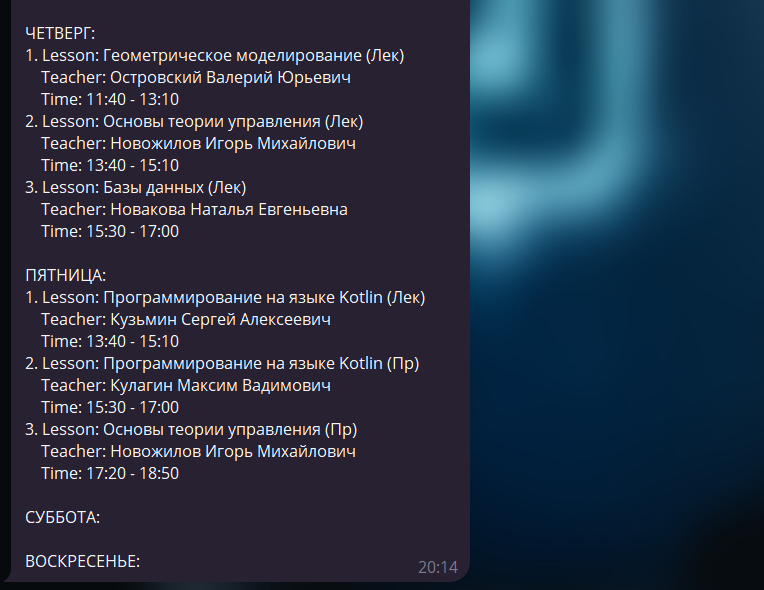 ЧЕТВЕРГ:
1. Lesson: Геометрическое моделирование (Лек)
Teacher: Островский Валерий Юрьевич
Time: 11:40 - 13:10
2. Lesson: Основы теории управления (Лек)
Teacher: Новожилов Игорь Михайлович
Time: 13:40 - 15:10
3. Lesson: Базы данных (Лек)
Teacher: Новакова Наталья Евгеньевна
Time: 15:30 - 17:00
ПЯТНИЦА:
1. Lesson: Программирование на языке Kotlin (Лек)
Teacher: Кузьмин Сергей Алексеевич
Time: 13:40 - 15:10
2. Lesson: Программирование на языке Kotlin (Пр)
Teacher: Кулагин Максим Вадимович
Time: 15:30 - 17:00
3. Lesson: Основы теории управления (Пр)
Teacher: Новожилов Игорь Михайлович
Time: 17:20 - 18:50
СУББОТА:
ВОСКРЕСЕНЬЕ:
20:14